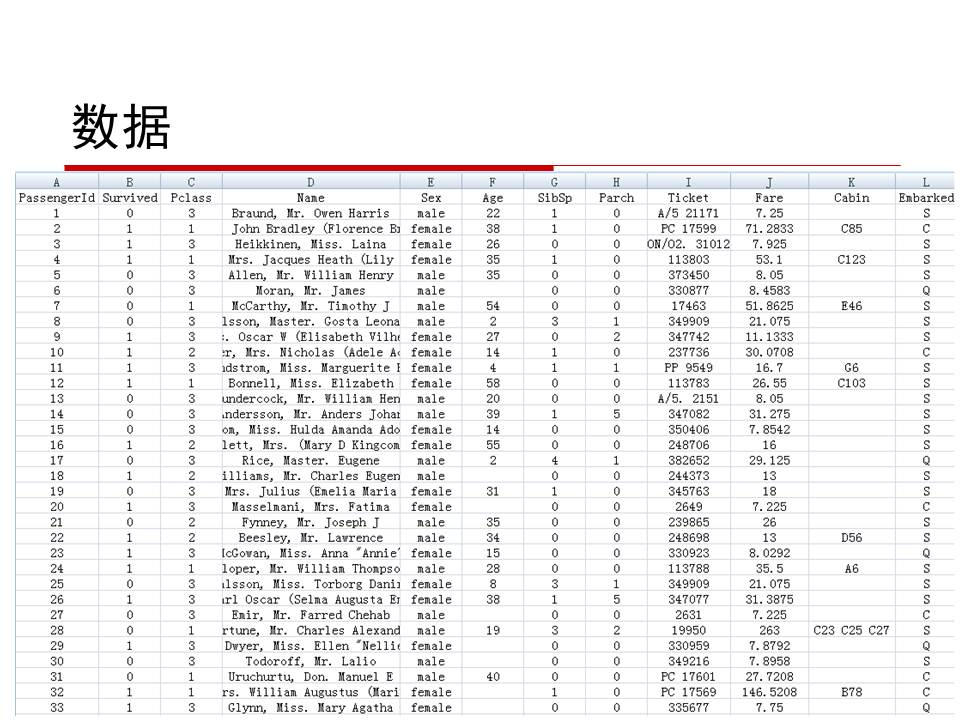 数据
A B C D E F G H I J K L
PassengerId Survived Pclass Name Sex Age SibSp Parch Ticket Fare Cabin Embarked
1 0 3 Braund, Mr. Owen Harris male 22 1 0 A/5 21171 7.25 S
2 1 1 John Bradley (Florence Br female 38 1 0 PC 17599 71.2833 C85 C
3 1 3 Heikkinen, Miss. Laina female 26 0 0 ON/O2. 31012 7.925 S
4 1 1 Mrs. Jacques Heath (Lily female 35 1 0 113803 53.1 C123 S
5 0 3 Allen, Mr. William Henry male 35 0 0 373450 8.05 S
6 0 3 Moran, Mr. James male 0 0 330877 8.4583 Q
7 0 1 McCarthy, Mr. Timothy J male 54 0 0 17463 51.8625 E46 S
8 0 3 lsson, Master. Gosta Leona male 2 3 1 349909 21.075 S
9 1 3 s. Oscar W (Elisabeth Vilhe female 27 0 2 347742 11.1333 S
10 1 2 er, Mrs. Nicholas (Adele Ac female 14 1 0 237736 30.0708 C
11 1 3 ndstrom, Miss. Marguerite R female 4 1 1 PP 9549 16.7 G6 S
12 1 1 Bonnell, Miss. Elizabeth female 58 0 0 113783 26.55 C103 S
13 0 3 undercock, Mr. William Hen male 20 0 0 A/5. 2151 8.05 S
14 0 3 andersson, Mr. Anders Johan male 39 1 5 347082 31.275 S
15 0 3 om, Miss. Hulda Amanda Ado female 14 0 0 350406 7.8542 S
16 1 2 lett, Mrs. (Mary D Kingcom female 55 0 0 248706 16 S
17 0 3 Rice, Master. Eugene male 2 4 1 382652 29.125 Q
18 1 2 illiams, Mr. Charles Eugen male 0 0 244373 13 S
19 0 3 Mrs. Julius (Emelia Maria female 31 1 0 345763 18 S
20 1 3 Masselmani, Mrs. Fatima female 0 0 2649 7.225 C
21 0 2 Fynney, Mr. Joseph J male 35 0 0 239865 26 S
22 1 2 Beesley, Mr. Lawrence male 34 0 0 248698 13 D56 S
23 1 3 McGowan, Miss. Anna "Annie" female 15 0 0 330923 8.0292 Q
24 1 1 loper, Mr. William Thompso male 28 0 0 113788 35.5 A6 S
25 0 3 alsson, Miss. Torborg Danir female 8 3 1 349909 21.075 S
26 1 3 arl Oscar (Selma Augusta Em female 38 1 5 347077 31.3875 S
27 0 3 Emir, Mr. Farred Chehab male 0 0 2631 7.225 C
28 0 1 rtune, Mr. Charles Alexand male 19 3 2 19950 263 C23 C25 C27 S
29 1 3 Dwyer, Miss. Ellen "Nellie female 0 0 330959 7.8792 Q
30 0 3 Todoroff, Mr. Lalio male 0 0 349216 7.8958 S
31 0 1 Uruchurtu, Don. Manuel E male 40 0 0 PC 17601 27.7208 C
32 1 1 rs. William Augustus (Mari female 1 0 PC 17569 146.5208 B78 C
33 1 3 Glynn, Miss. Mary Agatha female 0 0 335677 7.75 Q